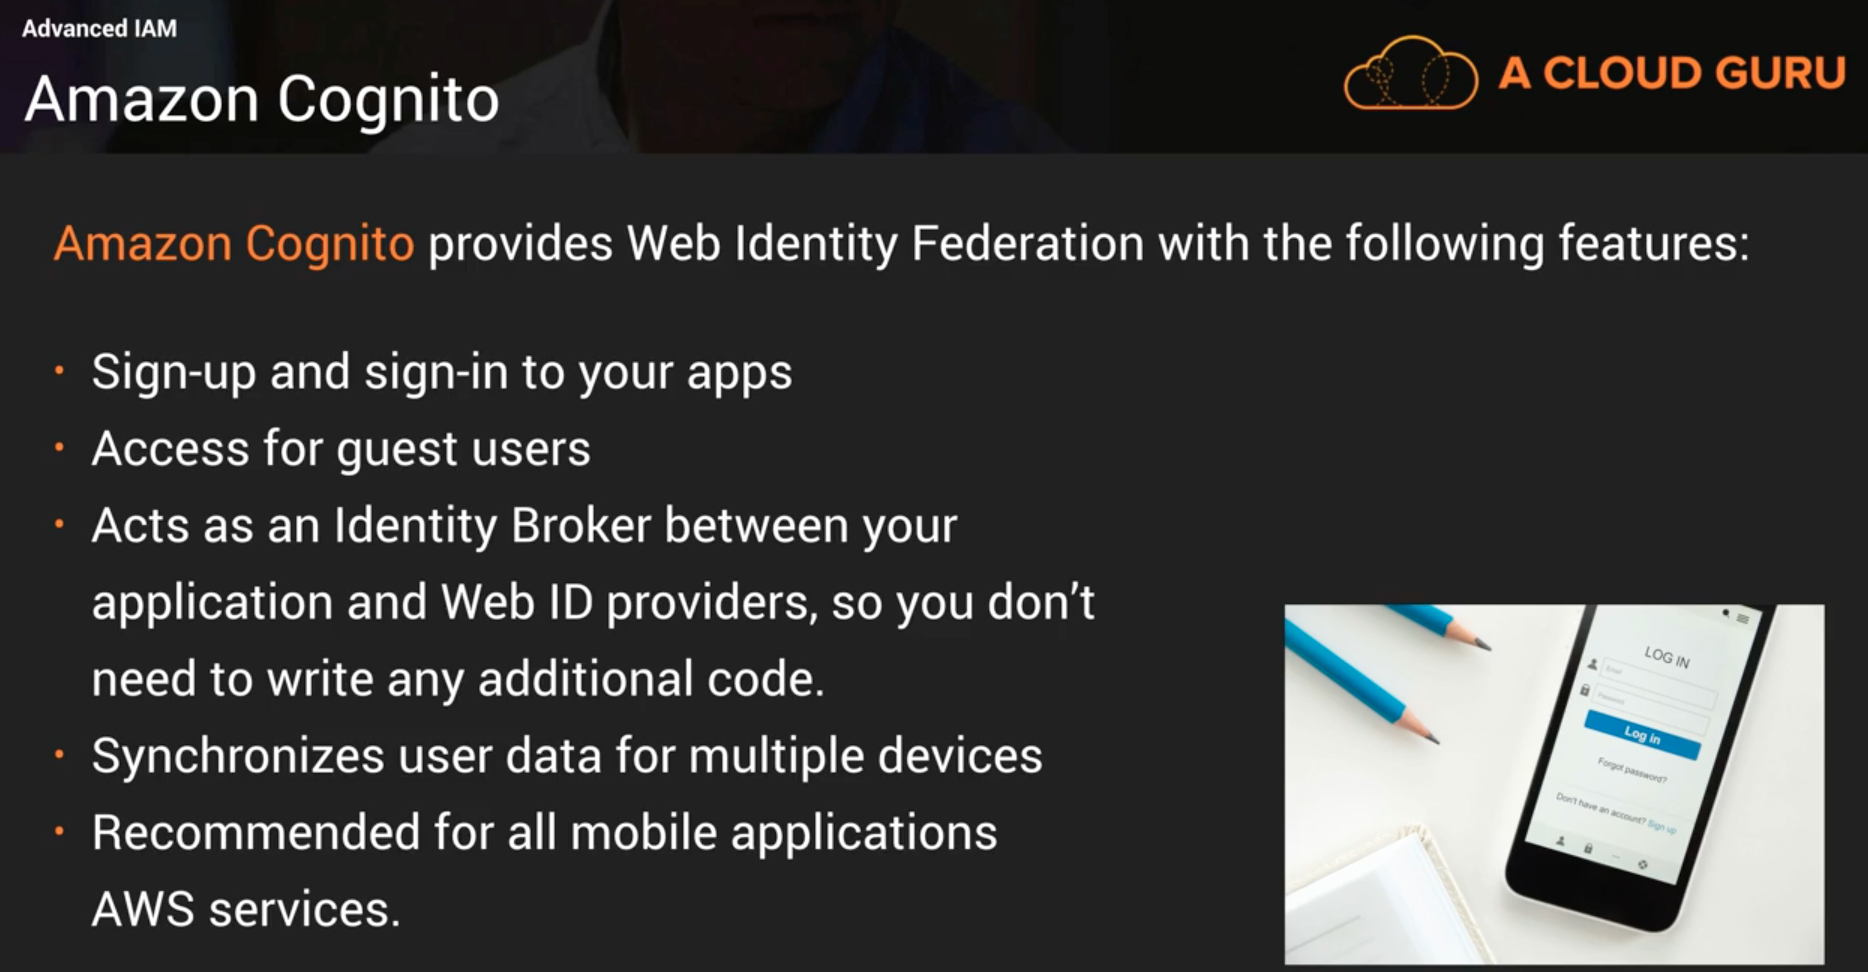 Advanced IAM
Amazon Cognito
A CLOUD GURU
Amazon Cognito provides Web Identity Federation with the following features:
• Sign-up and sign-in to your apps
• Access for guest users
• Acts as an Identity Broker between your
application and Web ID providers, so you don’t
need to write any additional code.
• Synchronizes user data for multiple devices
• Recommended for all mobile applications
AWS services.
LOG IN
Email
Password
Log in
Forgot password?
Don't have an account? Sign up